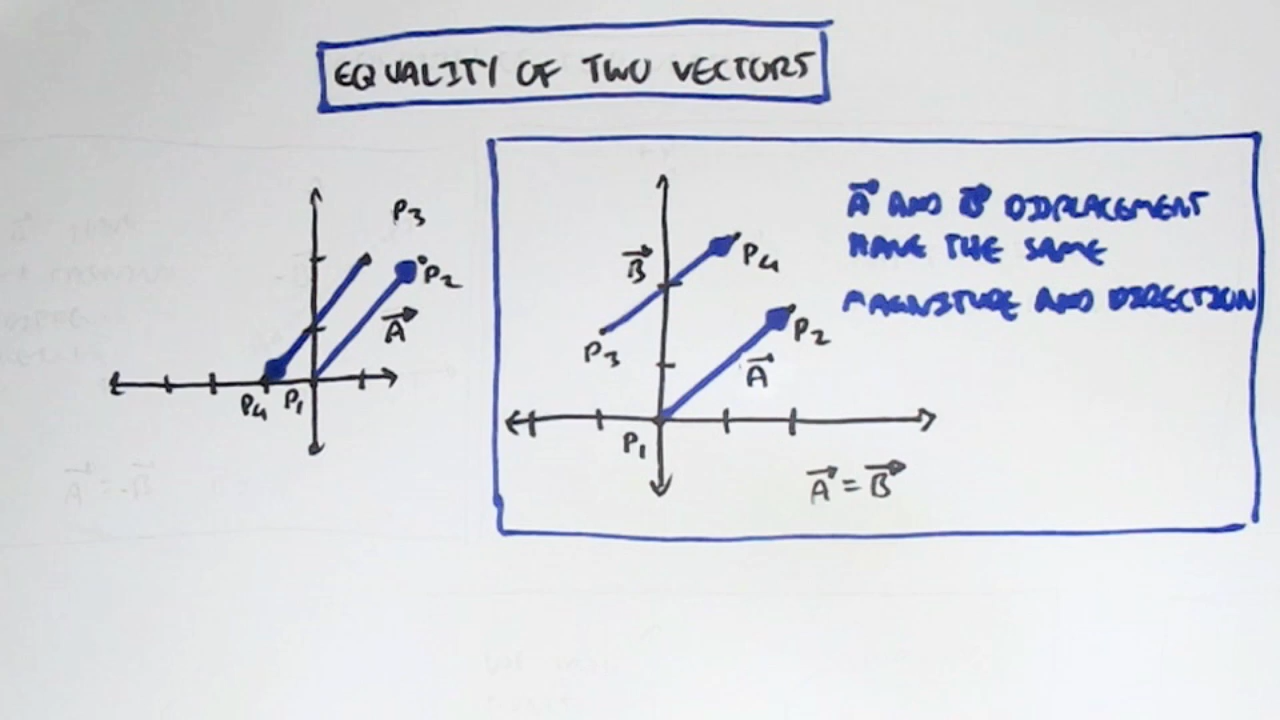 EQUALITY OF TWO VECTORS
P3
P2
A
P4 P1
B
P4
P3
P2
A
P1
A = B
A AND B DISPLACEMENT
HAVE THE SAME
MAGNITUDE AND DIRECTION